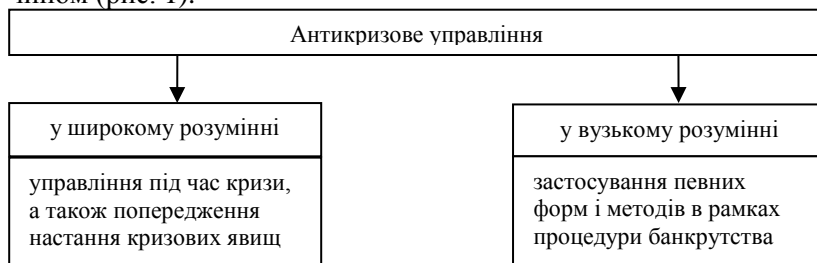 (рис. 1).
Антикризове управління
у широкому розумінні
управління під час кризи,
а також попередження
настання кризових явищ
у вузькому розумінні
застосування певних
форм і методів в рамках
процедури банкрутства